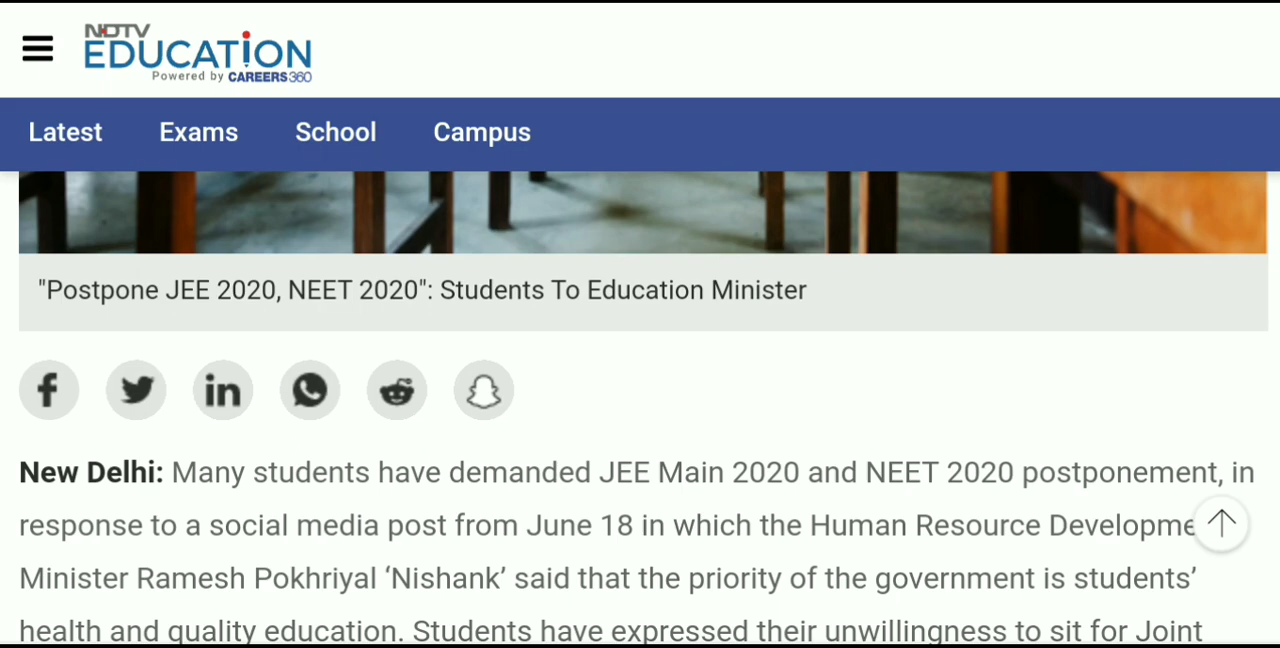 NDTV
EDUCATION
Powered by CAREERS360
Latest Exams School Campus
"Postpone JEE 2020, NEET 2020": Students To Education Minister
New Delhi: Many students have demanded JEE Main 2020 and NEET 2020 postponement, in
response to a social media post from June 18 in which the Human Resource Developme
Minister Ramesh Pokhriyal ‘Nishank’ said that the priority of the government is students’
health and quality education. Students have expressed their unwillingness to sit for Joint